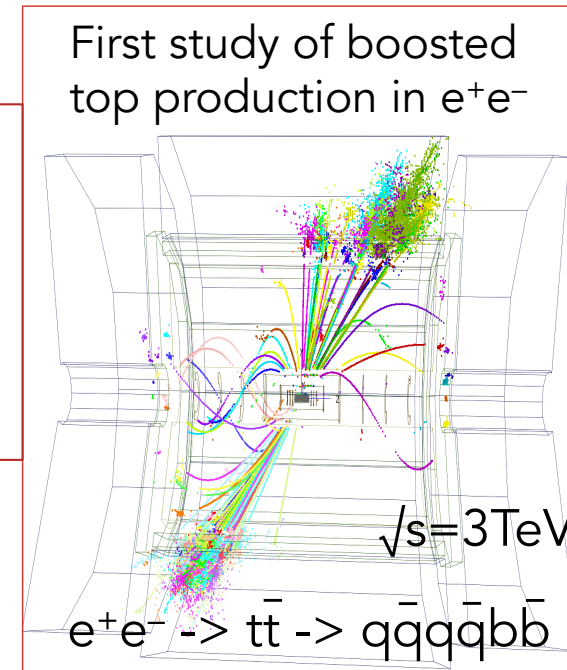 First study of boosted
top production in e⁺e⁻
√s=3TeV
e⁺e⁻ -> tt̄ -> qq̄qq̄bb̄